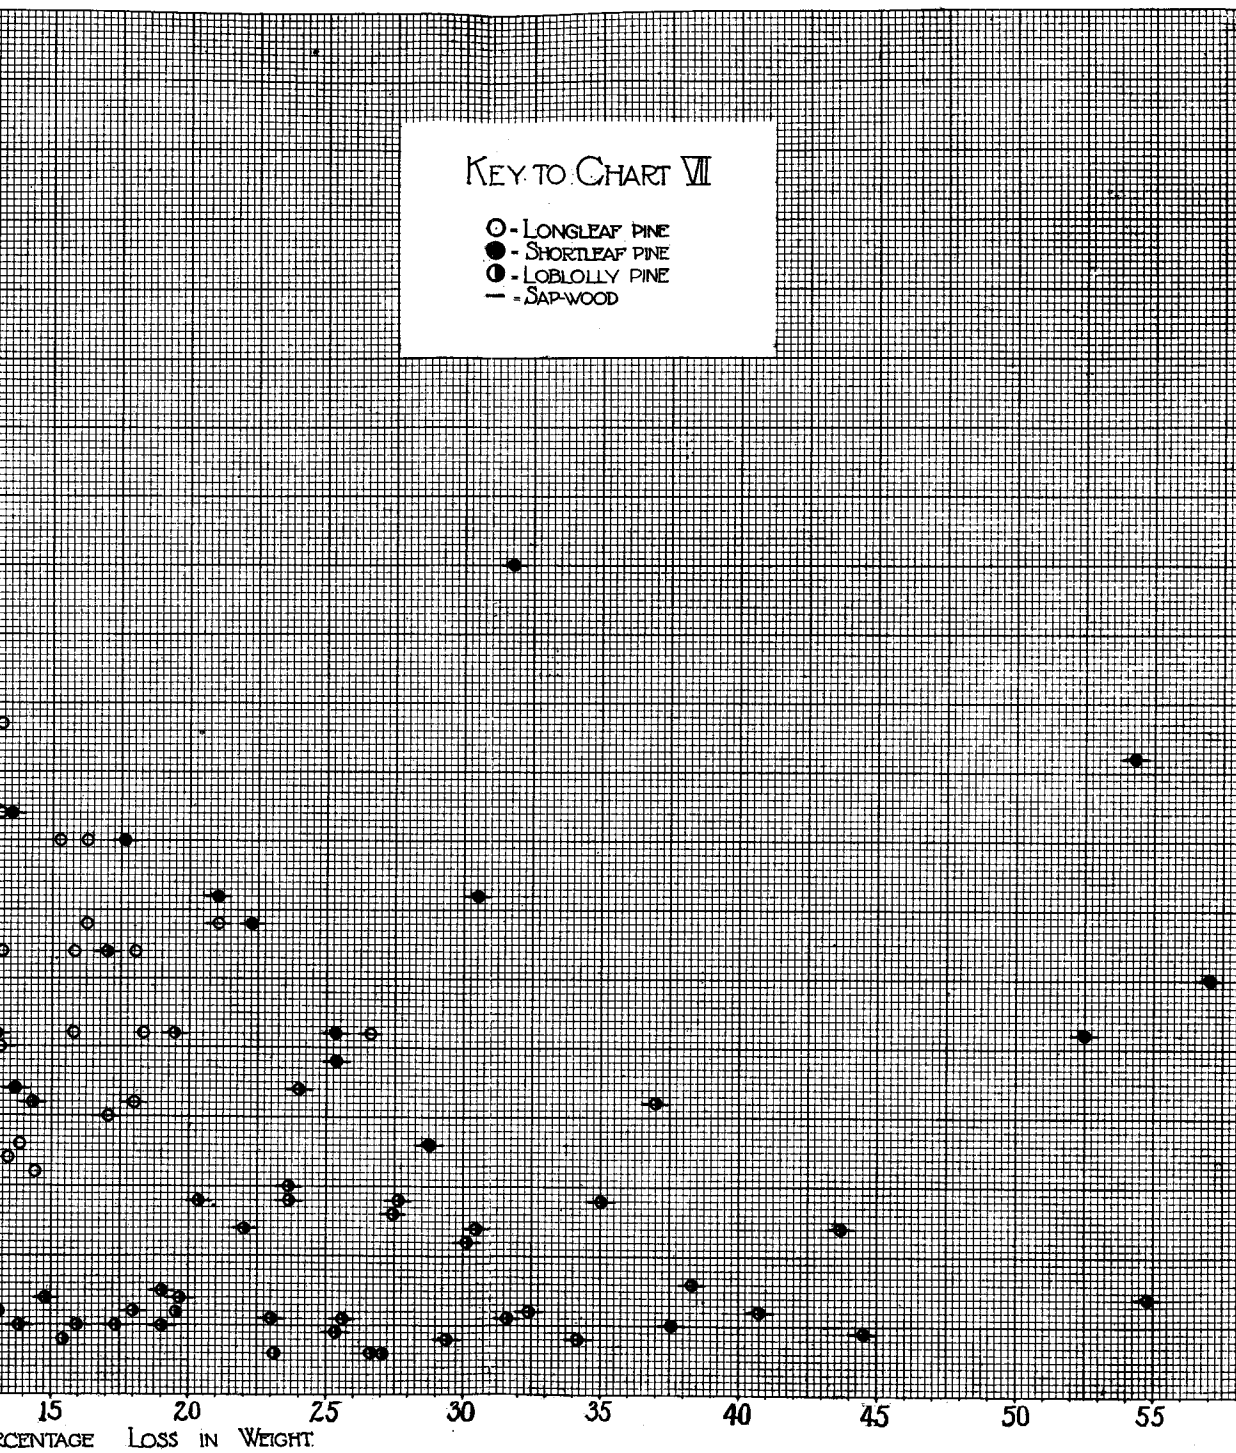 KEY TO CHART VII
O - LONGLEAF PINE
● - SHORTLEAF PINE
◑ - LOBLOLLY PINE
— = SAP-WOOD
15 20 25 30 35 40 45 50 55
RCENTAGE LOSS IN WEIGHT.